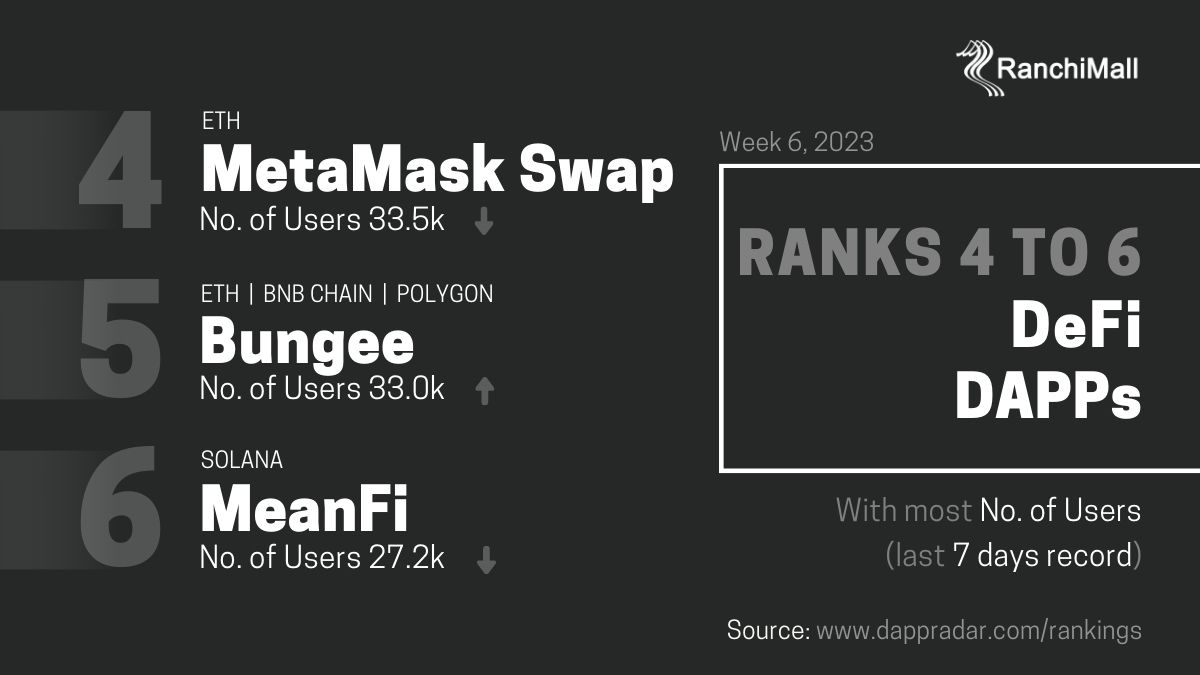 RanchiMall
4
ETH
MetaMask Swap
No. of Users 33.5k
5
ETH | BNB CHAIN | POLYGON
Bungee
No. of Users 33.0k
6
SOLANA
MeanFi
No. of Users 27.2k
Week 6, 2023
RANKS 4 TO 6
DeFi
DAPPs
With most No. of Users
(last 7 days record)
Source: www.dappradar.com/rankings